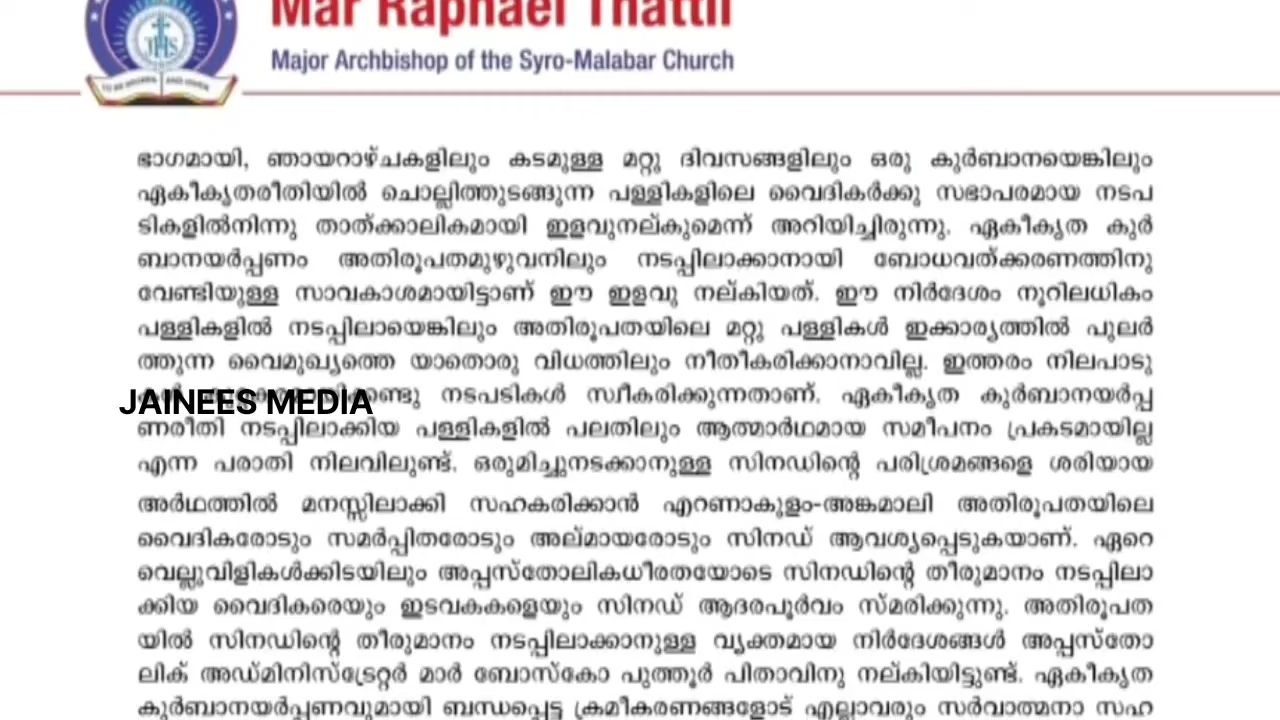 Mar Raphael Thattil
Major Archbishop of the Syro-Malabar Church
ഭാഗമായി, ഞായറാഴ്ചകളിലും കടമുള്ള മറ്റു ദിവസങ്ങളിലും ഒരു കുർബാനയെങ്കിലും
ഏകീകൃതരീതിയിൽ ചൊല്ലിത്തുടങ്ങുന്ന പള്ളികളിലെ വൈദികർക്കു സഭാപരമായ നടപ
ടികളിൽനിന്നു താത്ക്കാലികമായി ഇളവുനല്കുമെന്ന് അറിയിച്ചിരുന്നു. ഏകീകൃത കുർ
ബാനയർപ്പണം അതിരൂപതമുഴുവനിലും നടപ്പിലാക്കാനായി ബോധവത്ക്കരണത്തിനു
വേണ്ടിയുള്ള സാവകാശമായിട്ടാണ് ഈ ഇളവു നല്കിയത്. ഈ നിർദേശം നൂറിലധികം
പള്ളികളിൽ നടപ്പിലായെങ്കിലും അതിരൂപതയിലെ മറ്റു പള്ളികൾ ഇക്കാര്യത്തിൽ പുലർ
ത്തുന്ന വൈമുഖ്യത്തെ യാതൊരു വിധത്തിലും നീതീകരിക്കാനാവില്ല. ഇത്തരം നിലപാടു
നടപടികൾ സ്വീകരിക്കുന്നതാണ്. ഏകീകൃത കുർബാനയർപ്പ
JAINEES MEDIA
ണരീതി നടപ്പിലാക്കിയ പള്ളികളിൽ പലതിലും ആത്മാർഥമായ സമീപനം പ്രകടമായില്ല
എന്ന പരാതി നിലവിലുണ്ട്. ഒരുമിച്ചുനടക്കാനുള്ള സിനഡിന്റെ പരിശ്രമങ്ങളെ ശരിയായ
അർഥത്തിൽ മനസ്സിലാക്കി സഹകരിക്കാൻ എറണാകുളം-അങ്കമാലി അതിരൂപതയിലെ
വൈദികരോടും സമർപ്പിതരോടും അല്മായരോടും സിനഡ് ആവശ്യപ്പെടുകയാണ്. ഏറെ
വെല്ലുവിളികൾക്കിടയിലും അപ്പസ്തോലികധീരതയോടെ സിനഡിന്റെ തീരുമാനം നടപ്പിലാ
ക്കിയ വൈദികരെയും ഇടവകകളെയും സിനഡ് ആദരപൂർവം സ്മരിക്കുന്നു. അതിരൂപത
യിൽ സിനഡിന്റെ തീരുമാനം നടപ്പിലാക്കാനുള്ള വ്യക്തമായ നിർദേശങ്ങൾ അപ്പസ്തോ
ലിക് അഡ്മിനിസ്ട്രേറ്റർ മാർ ബോസ്കോ പുത്തൂർ പിതാവിനു നല്കിയിട്ടുണ്ട്. ഏകീകൃത
കുർബാനയർപ്പണവുമായി ബന്ധപ്പെട്ട ക്രമീകരണങ്ങളോട് എല്ലാവരും സർവാത്മനാ സഹ